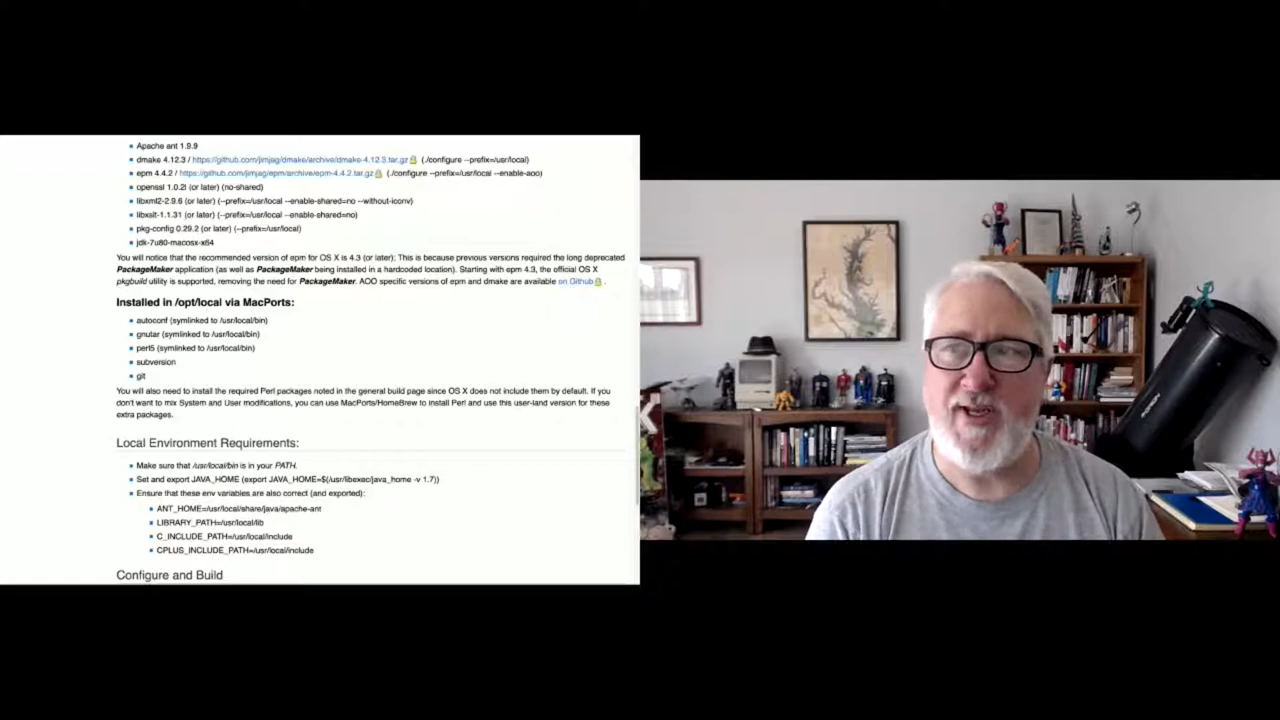 Apache ant 1.9.9
dmake 4.12.3 / https://github.com/jimjag/dmake/archive/dmake-4.12.3.tar.gz (./configure --prefix=/usr/local)
epm 4.4.2 / https://github.com/jimjag/epm/archive/epm-4.4.2.tar.gz (./configure --prefix=/usr/local --enable-aoo)
openssl 1.0.2l (or later) (no-shared)
libxml2-2.9.6 (or later) (--prefix=/usr/local --enable-shared=no --without-iconv)
libxslt-1.1.31 (or later) (--prefix=/usr/local --enable-shared=no)
pkg-config 0.29.2 (or later) (--prefix=/usr/local)
jdk-7u80-macosx-x64
You will notice that the recommended version of epm for OS X is 4.3 (or later); This is because previous versions required the long deprecated
PackageMaker application (as well as PackageMaker being installed in a hardcoded location). Starting with epm 4.3, the official OS X
pkgbuild utility is supported, removing the need for PackageMaker. AOO specific versions of epm and dmake are available on Github .
Installed in /opt/local via MacPorts:
autoconf (symlinked to /usr/local/bin)
gnutar (symlinked to /usr/local/bin)
perl5 (symlinked to /usr/local/bin)
subversion
git
You will also need to install the required Perl packages noted in the general build page since OS X does not include them by default. If you
don't want to mix System and User modifications, you can use MacPorts/HomeBrew to install Perl and use this user-land version for these
extra packages.
Local Environment Requirements:
Make sure that /usr/local/bin is in your PATH.
Set and export JAVA_HOME (export JAVA_HOME=$(/usr/libexec/java_home -v 1.7))
Ensure that these env variables are also correct (and exported):
ANT_HOME=/usr/local/share/java/apache-ant
LIBRARY_PATH=/usr/local/lib
C_INCLUDE_PATH=/usr/local/include
CPLUS_INCLUDE_PATH=/usr/local/include
Configure and Build